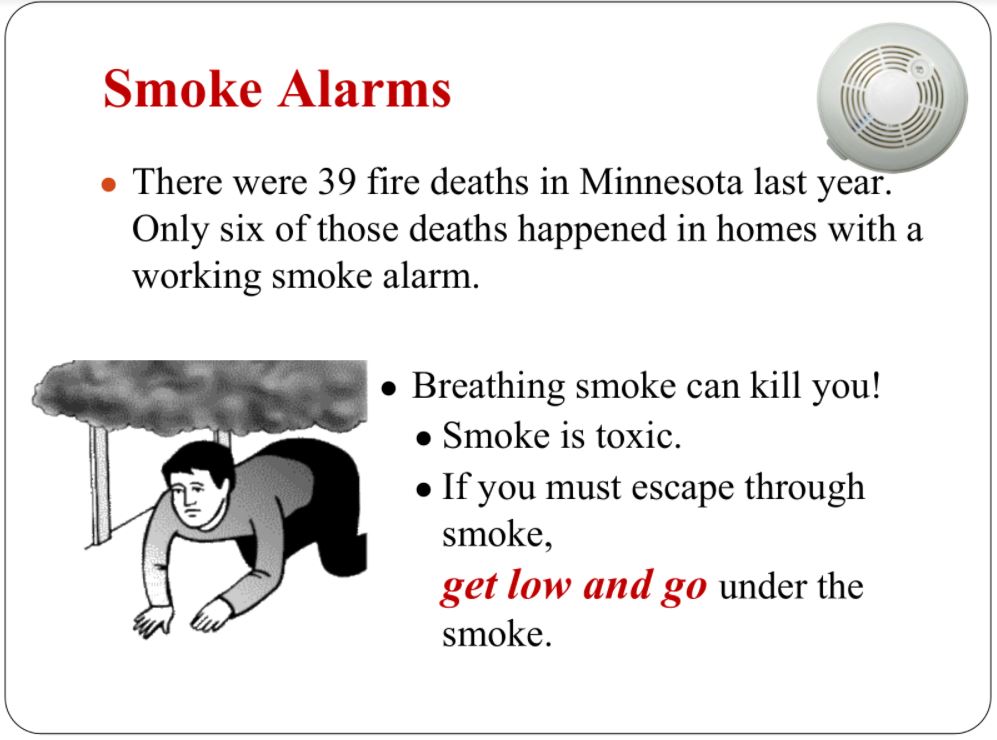 Smoke Alarms
• There were 39 fire deaths in Minnesota last year.
Only six of those deaths happened in homes with a
working smoke alarm.
• Breathing smoke can kill you!
• Smoke is toxic.
• If you must escape through
smoke,
get low and go under the
smoke.